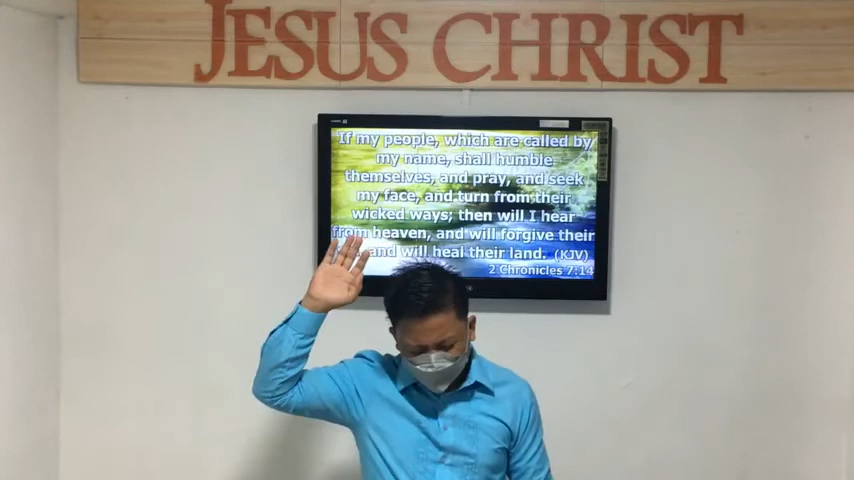 JESUS CHRIST
If my people, which are called by
my name, shall humble
themselves, and pray, and seek
my face, and turn from their
wicked ways; then will I hear
from heaven, and will forgive their
and will heal their land. (KJV)
2 Chronicles 7:14